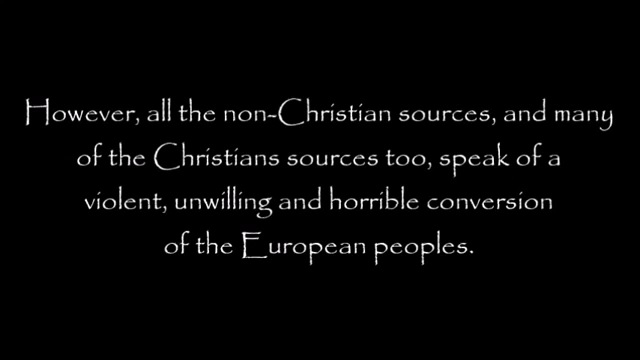 However, all the non-Christian sources, and many
of the Christians sources too, speak of a
violent, unwilling and horrible conversion
of the European peoples.